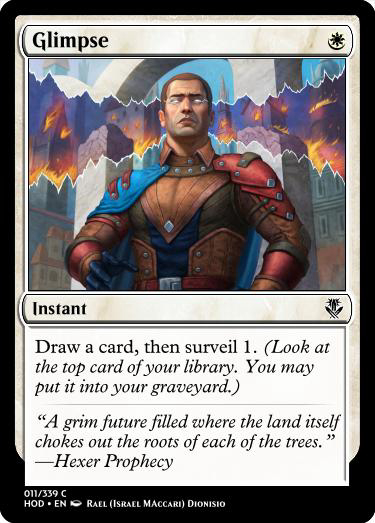 Glimpse
Instant
Draw a card, then surveil 1. (Look at
the top card of your library. You may
put it into your graveyard.)
“A grim future filled where the land itself
chokes out the roots of each of the trees.”
—Hexer Prophecy
011/339 C
HOD • EN Rael (Israel Maccari) Dionisio